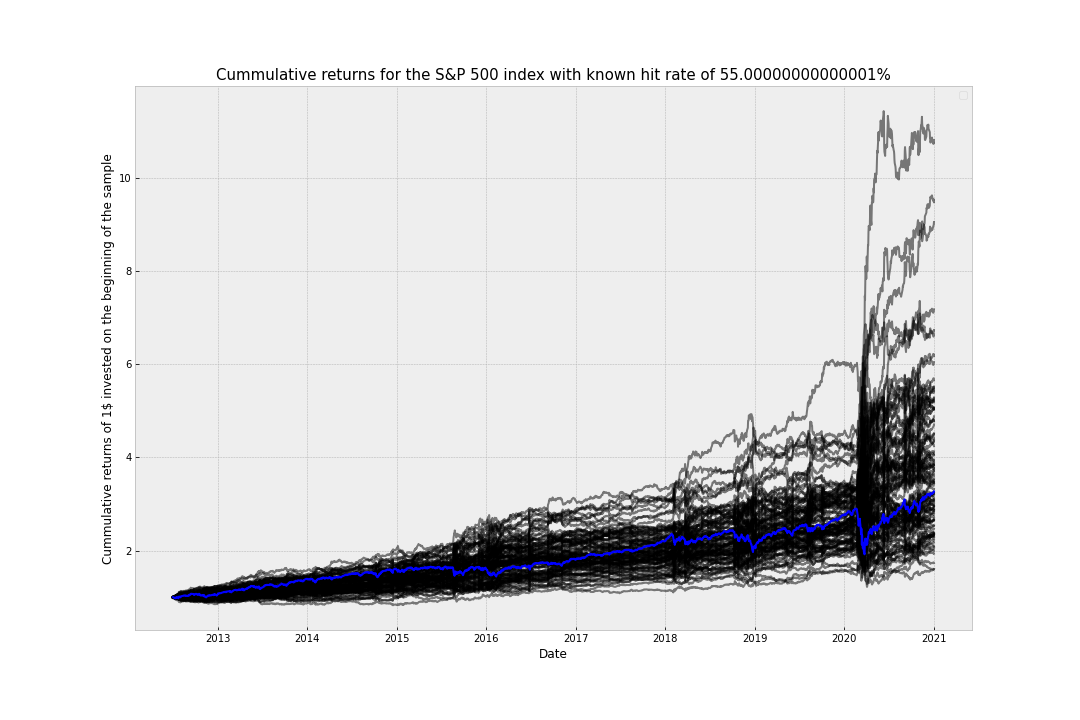 Cummulative returns for the S&P 500 index with known hit rate of 55.00000000000001%
Cummulative returns of 1$ invested on the beginning of the sample
10
8
6
4
2
2013 2014 2015 2016 2017 2018 2019 2020 2021
Date